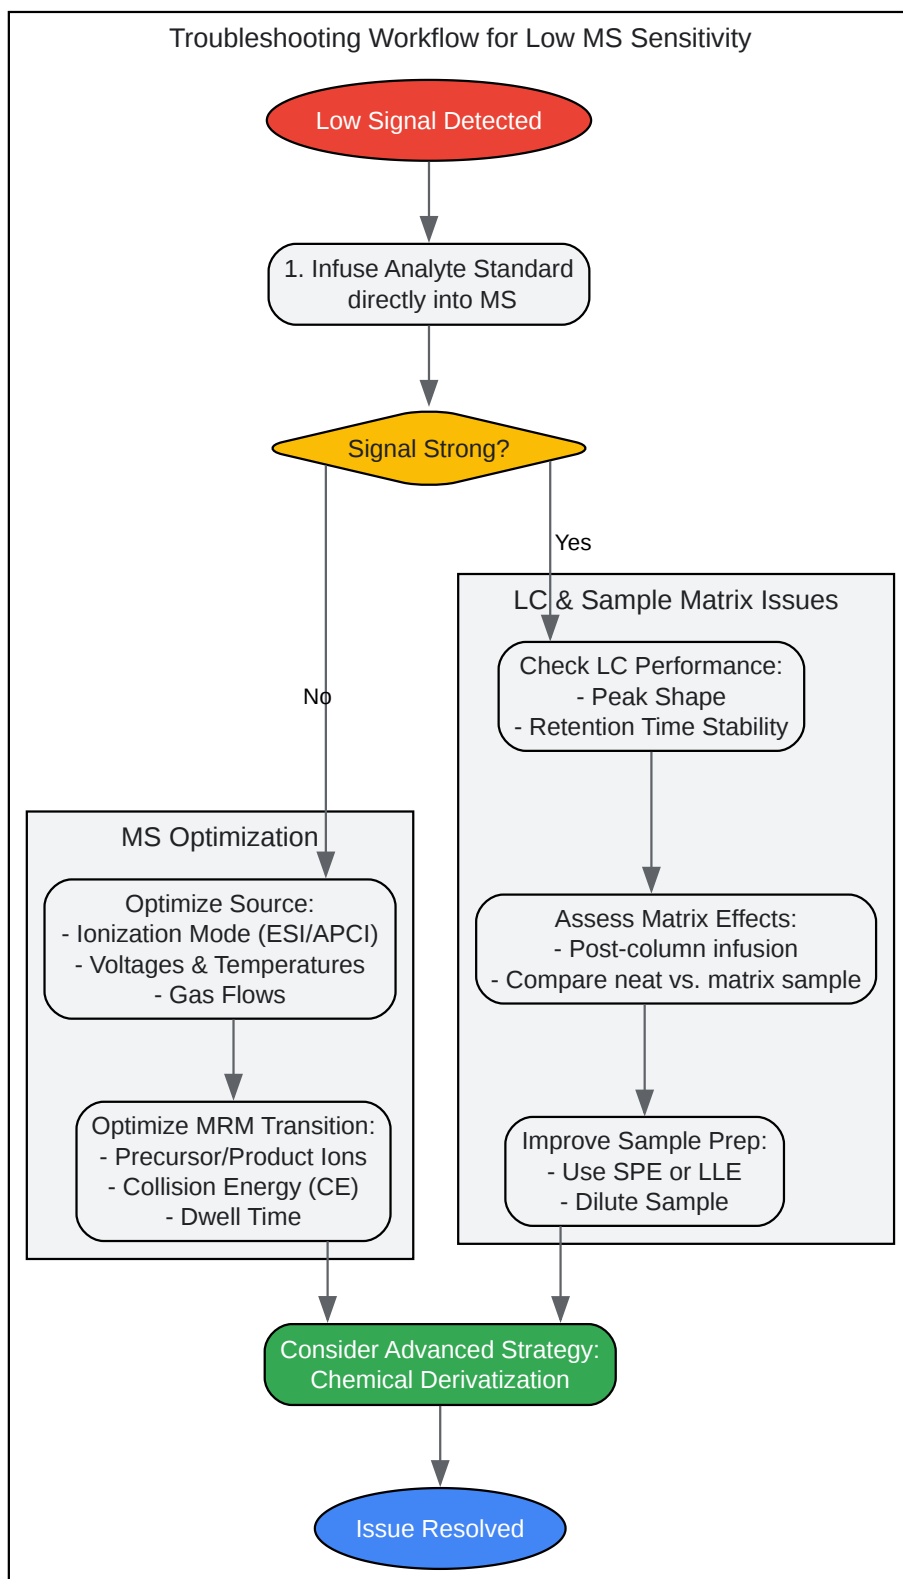 Troubleshooting Workflow for Low MS Sensitivity
Low Signal Detected
1. Infuse Analyte Standard
directly into MS
Signal Strong?
Yes
No
LC & Sample Matrix Issues
Check LC Performance:
- Peak Shape
- Retention Time Stability
Assess Matrix Effects:
- Post-column infusion
- Compare neat vs. matrix sample
Improve Sample Prep:
- Use SPE or LLE
- Dilute Sample
MS Optimization
Optimize Source:
- Ionization Mode (ESI/APCI)
- Voltages & Temperatures
- Gas Flows
Optimize MRM Transition:
- Precursor/Product Ions
- Collision Energy (CE)
- Dwell Time
Consider Advanced Strategy:
Chemical Derivatization
Issue Resolved